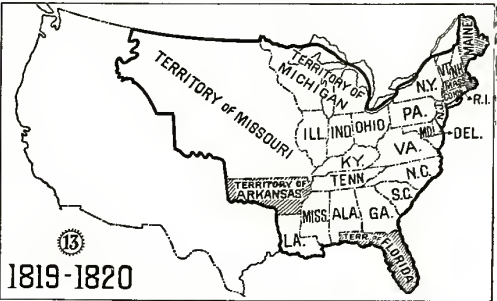 TERRITORY OF MISSOURI
TERRITORY OF
MICHIGAN
MAINE
VT.
N.H.
MASS.
CONN.
R.I.
N.Y.
N.J.
PA.
DEL.
MD.
ILL.
IND.
OHIO
VA.
KY.
N.C.
TENN.
S.C.
TERRITORY OF
ARKANSAS
MISS.
ALA.
GA.
LA.
TERR. OF
FLORIDA
13
1819-1820